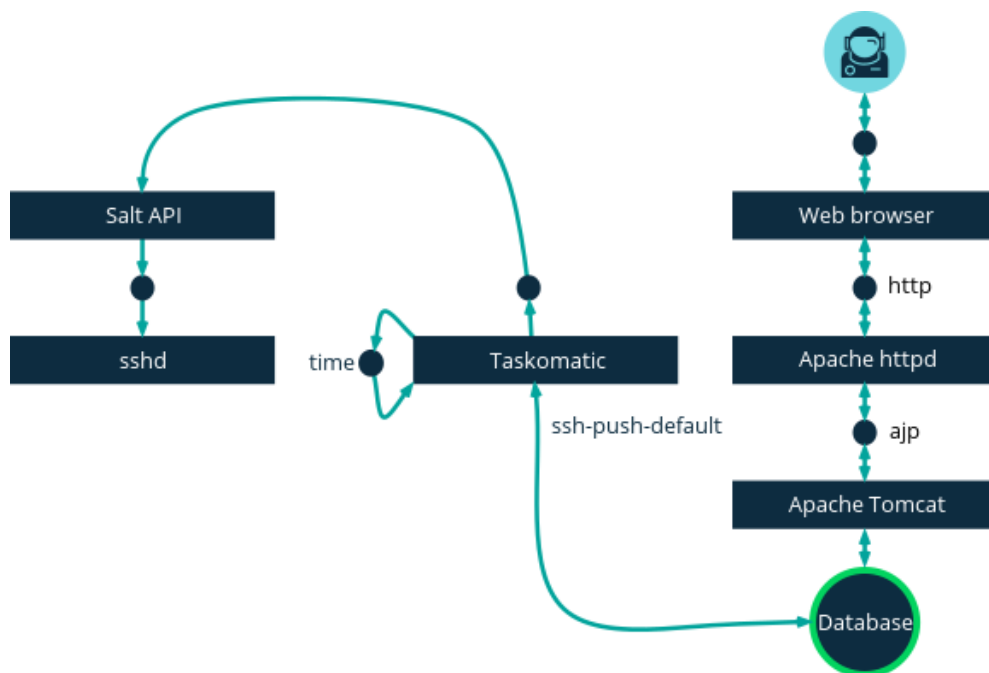 Salt API
Web browser
http
sshd
time
Taskomatic
Apache httpd
ssh-push-default
ajp
Apache Tomcat
Database